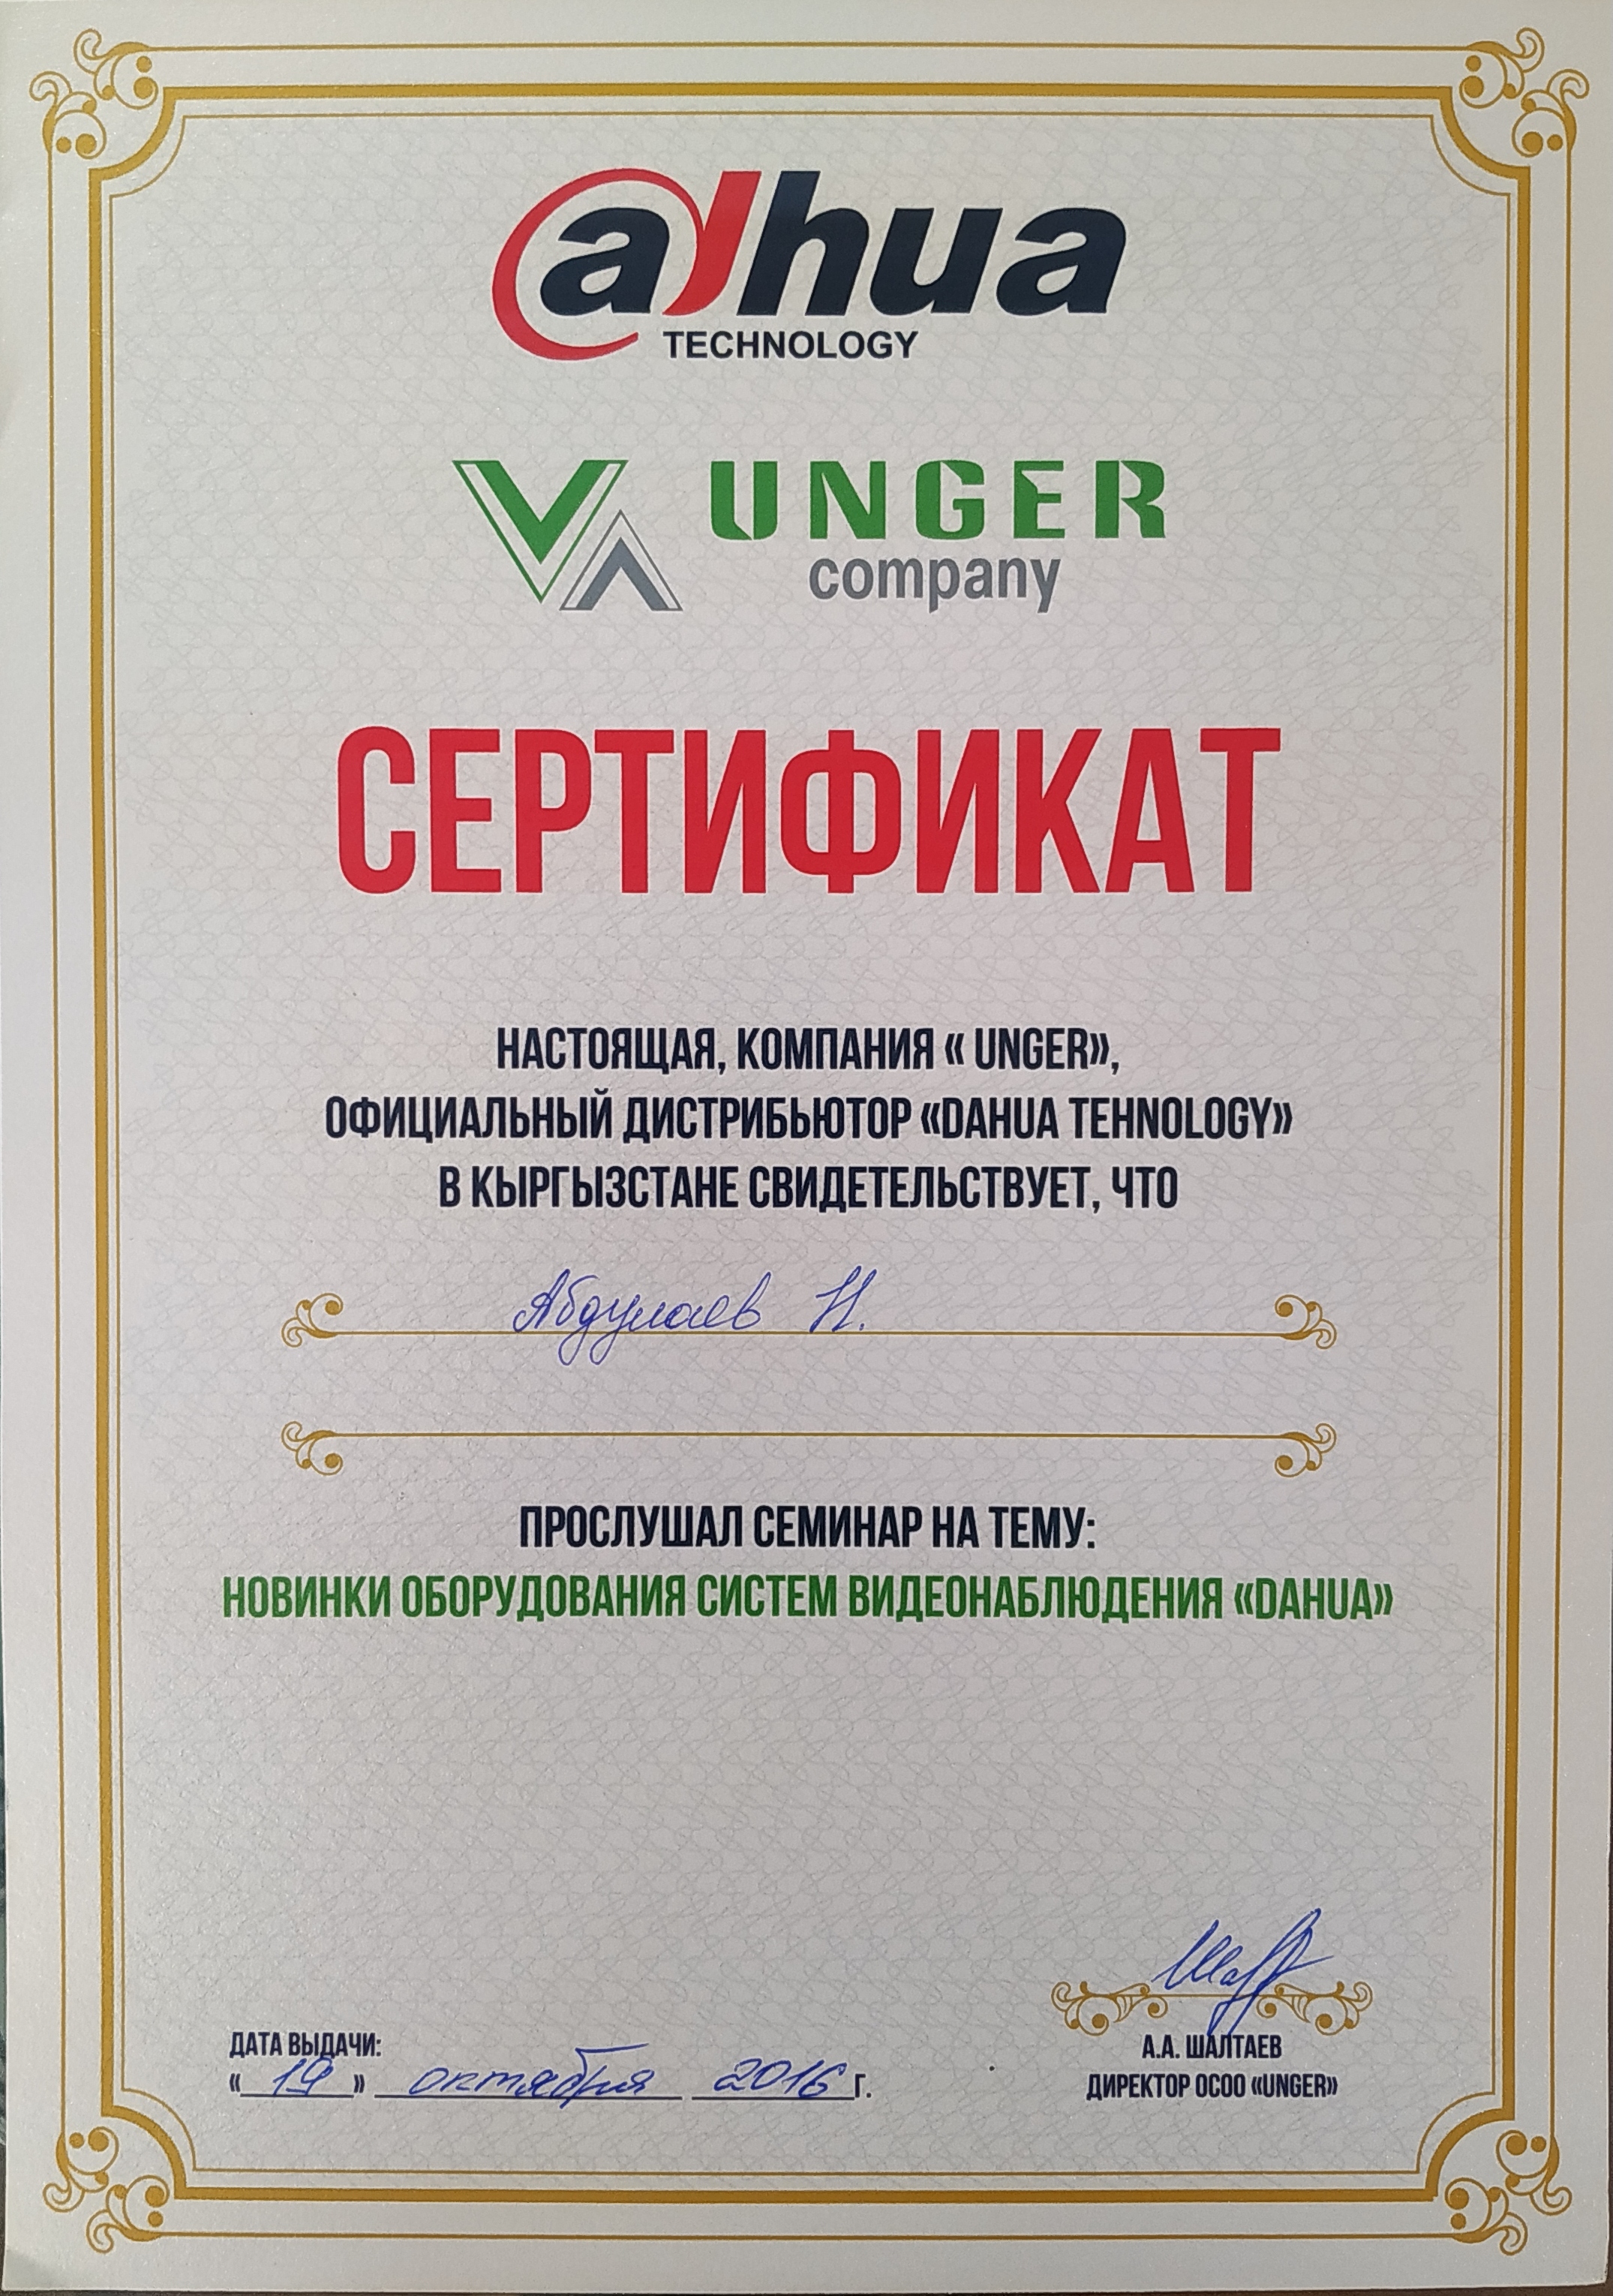 alhua
TECHNOLOGY
UNGER
company
СЕРТИФИКАТ
НАСТОЯЩАЯ, КОМПАНИЯ « UNGER»,
ОФИЦИАЛЬНЫЙ ДИСТРИБЬЮТОР «DAHUA TEHNOLOGY»
В КЫРГЫЗСТАНЕ СВИДЕТЕЛЬСТВУЕТ, ЧТО
Абдулаев Н.
ПРОСЛУШАЛ СЕМИНАР НА ТЕМУ:
НОВИНКИ ОБОРУДОВАНИЯ СИСТЕМ ВИДЕОНАБЛЮДЕНИЯ «DAHUA»
ДАТА ВЫДАЧИ:
« 19 » октября 2016 Г.
А.А. ШАЛТАЕВ
ДИРЕКТОР ОСОО «UNGER»